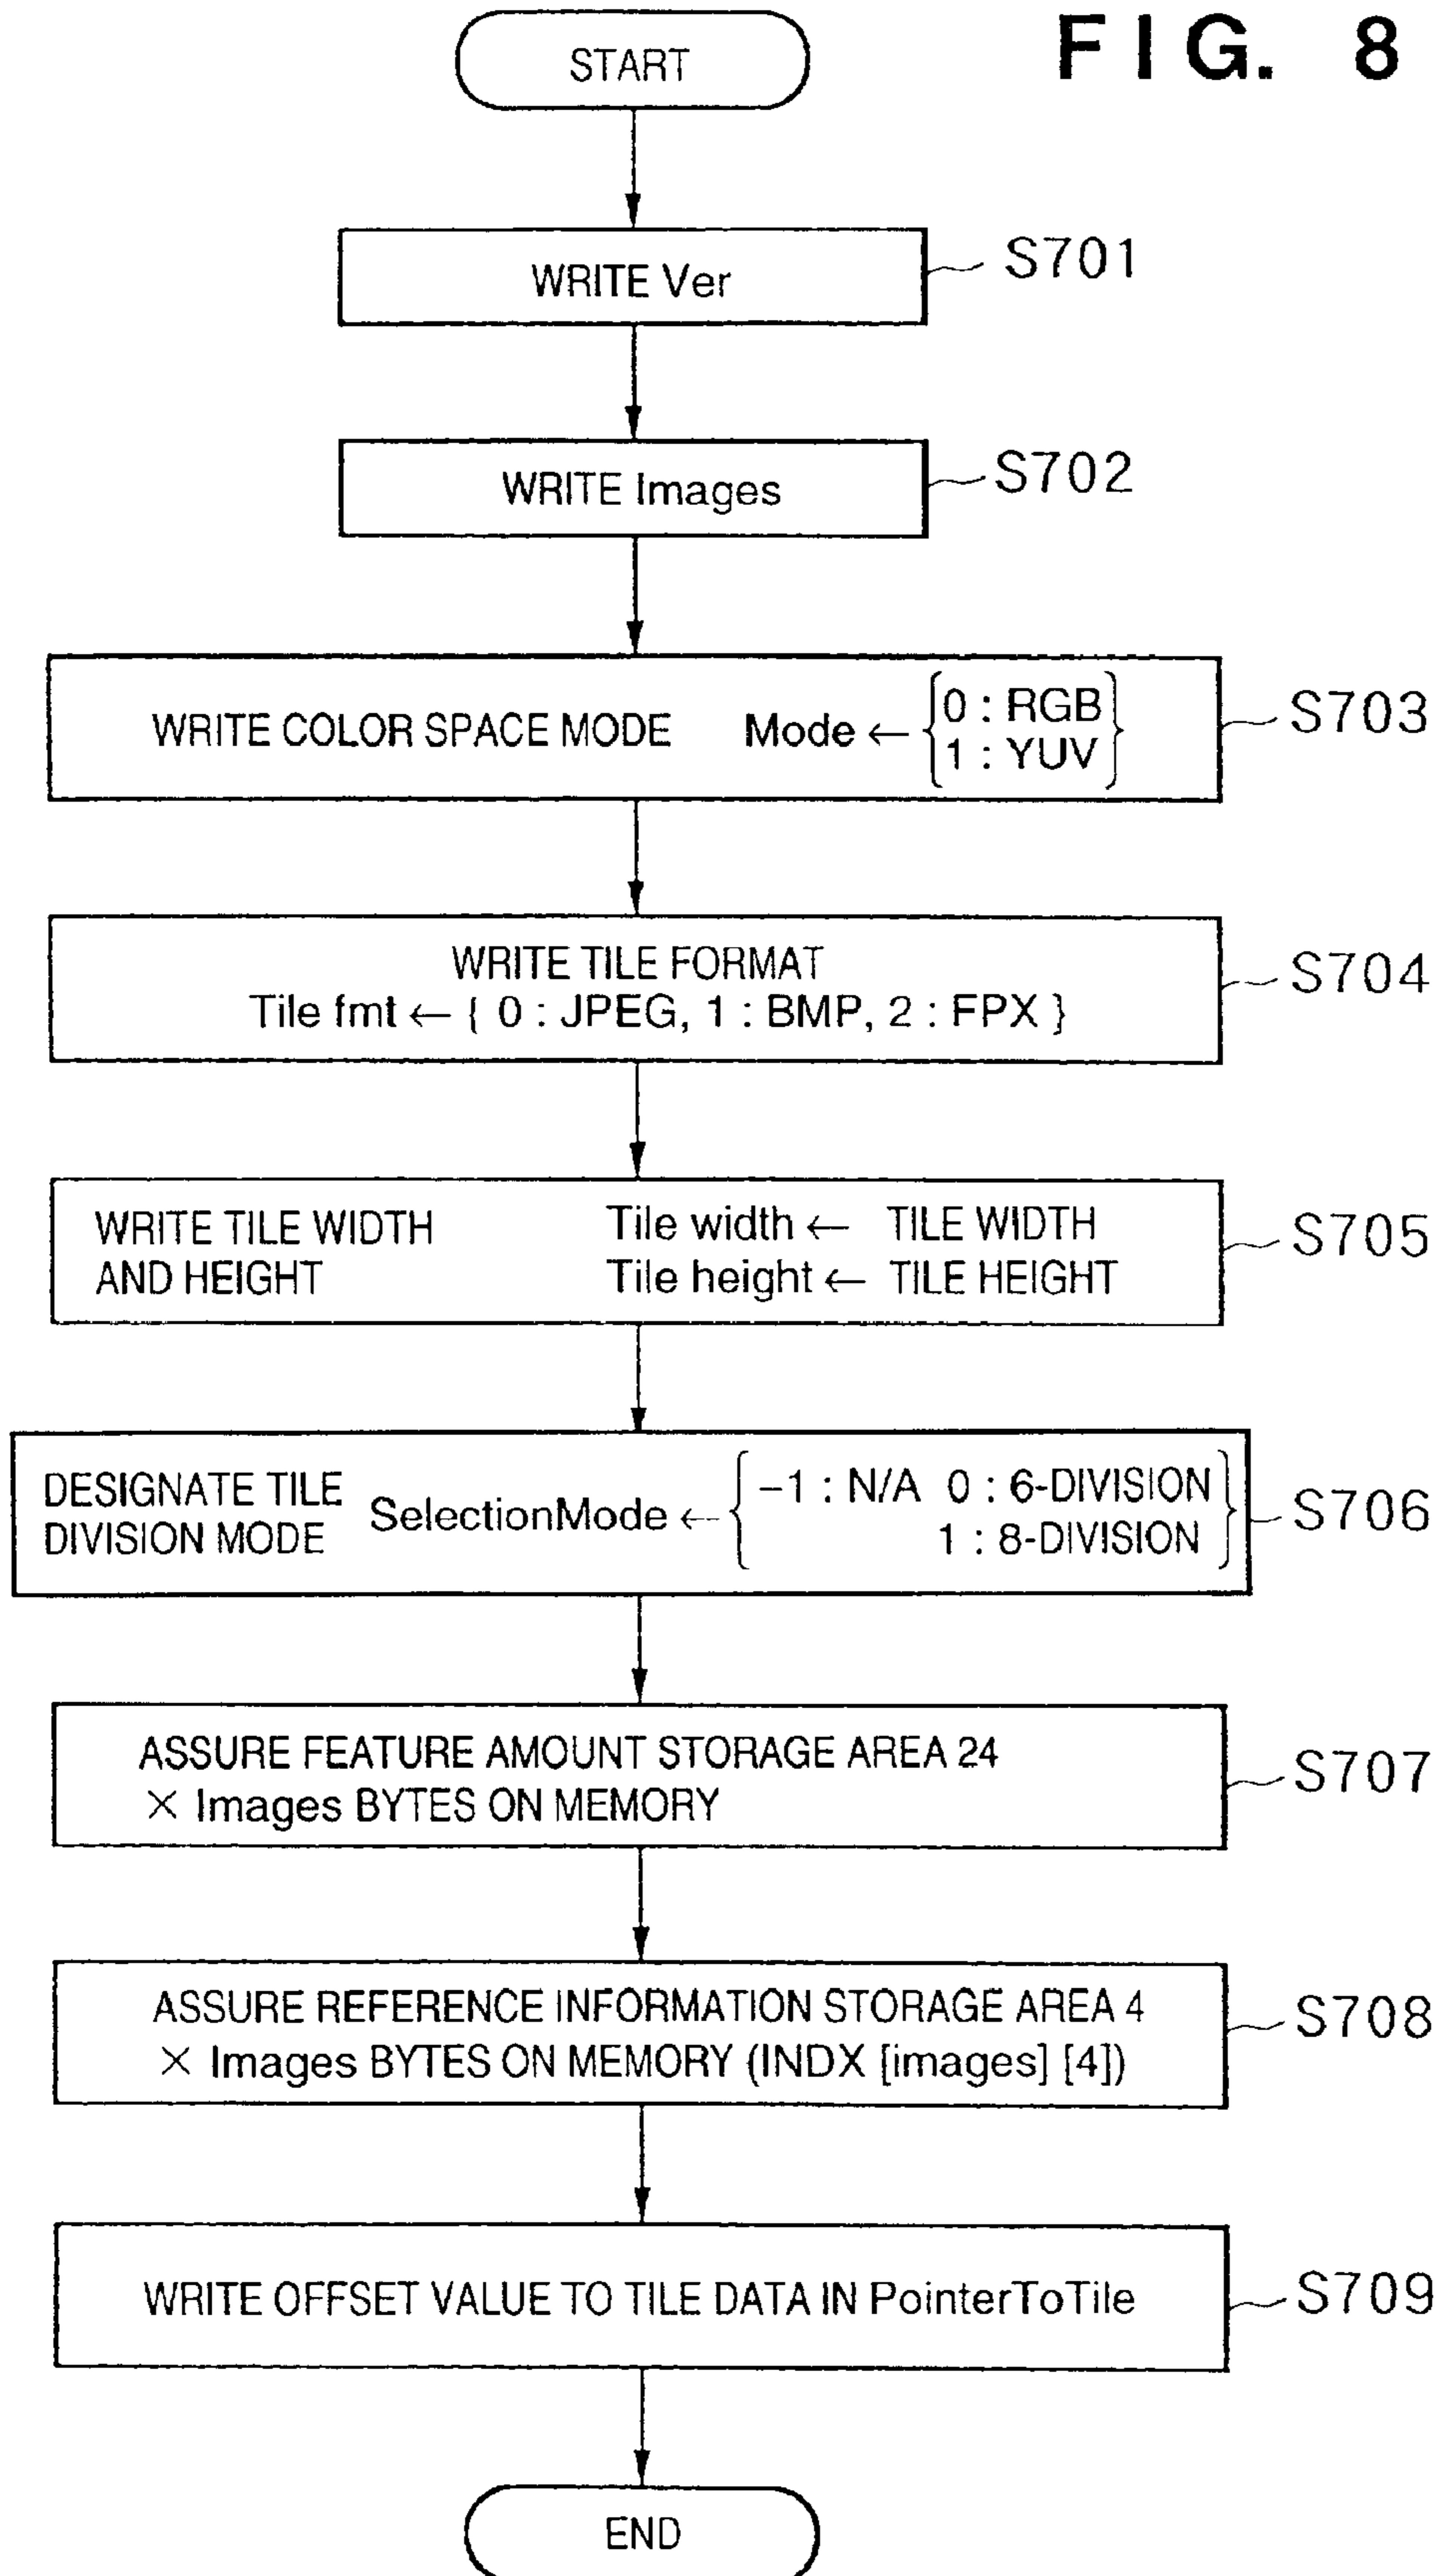 FIG. 8
START
WRITE Ver
S701
WRITE Images
S702
WRITE COLOR SPACE MODE Mode ← { 0 : RGB
1 : YUV }
S703
WRITE TILE FORMAT
Tile fmt ← { 0 : JPEG, 1 : BMP, 2 : FPX }
S704
WRITE TILE WIDTH
AND HEIGHT
Tile width ← TILE WIDTH
Tile height ← TILE HEIGHT
S705
DESIGNATE TILE
DIVISION MODE
SelectionMode ← { −1 : N/A 0 : 6-DIVISION
1 : 8-DIVISION }
S706
ASSURE FEATURE AMOUNT STORAGE AREA 24
× Images BYTES ON MEMORY
S707
ASSURE REFERENCE INFORMATION STORAGE AREA 4
× Images BYTES ON MEMORY (INDX [images] [4])
S708
WRITE OFFSET VALUE TO TILE DATA IN PointerToTile
S709
END